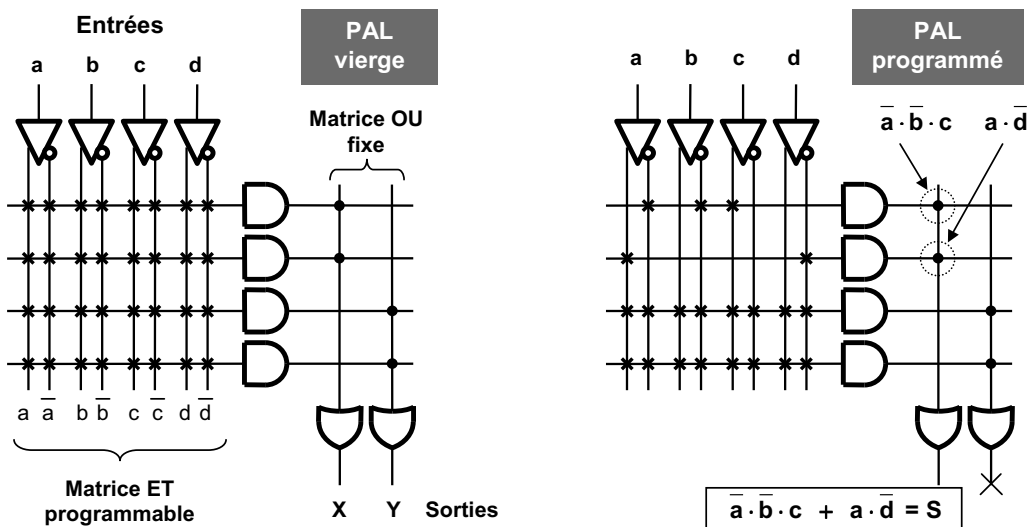 Entrées
PAL
vierge
a b c d
Matrice OU
fixe
a a̅ b b̅ c c̅ d d̅
Matrice ET
programmable
X Y Sorties
PAL
programmé
a b c d
a̅ · b̅ · c a · d̅
a̅ · b̅ · c + a · d̅ = S